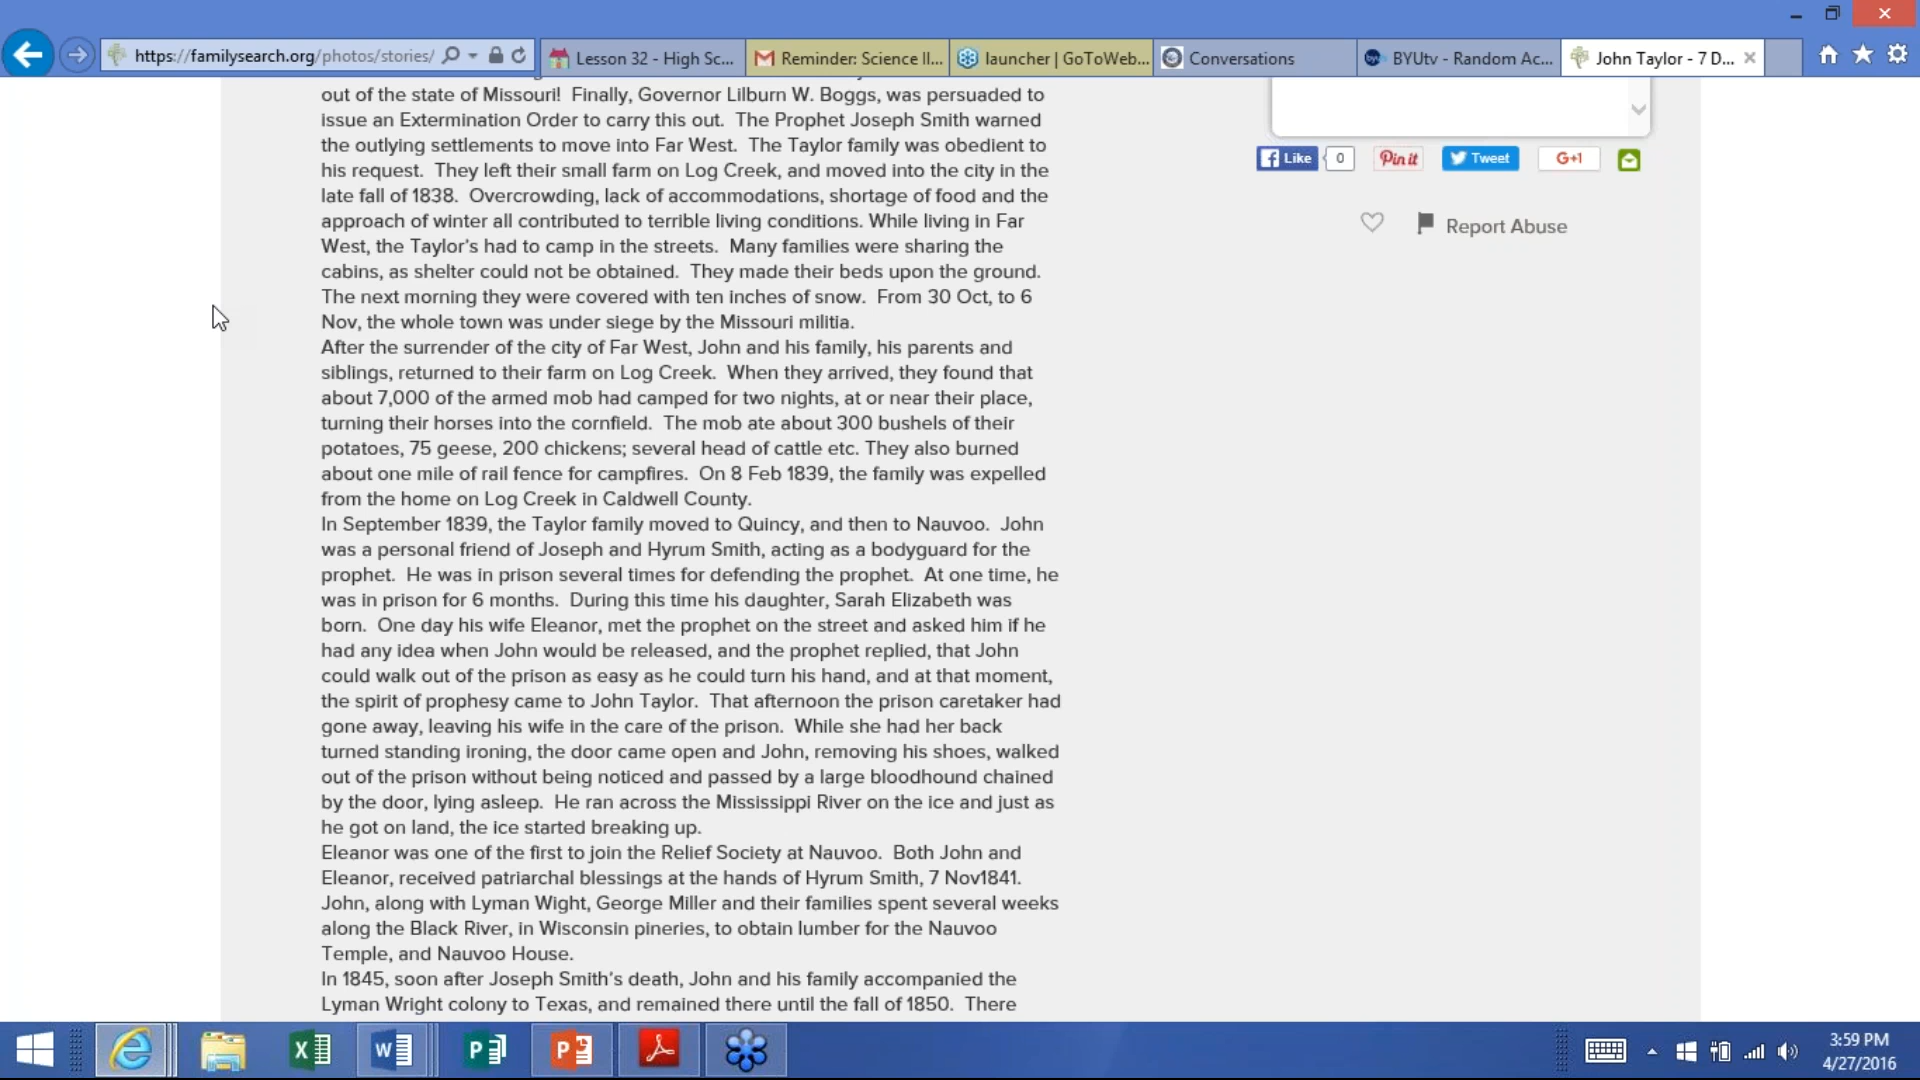 https://familysearch.org/photos/stories/
Lesson 32 - High Sc...
Reminder: Science II...
launcher | GoToWeb...
Conversations
BYUtv - Random Ac...
John Taylor - 7 D...
out of the state of Missouri!  Finally, Governor Lilburn W. Boggs, was persuaded to
issue an Extermination Order to carry this out.  The Prophet Joseph Smith warned
the outlying settlements to move into Far West.  The Taylor family was obedient to
his request.  They left their small farm on Log Creek, and moved into the city in the
late fall of 1838.  Overcrowding, lack of accommodations, shortage of food and the
approach of winter all contributed to terrible living conditions. While living in Far
West, the Taylor's had to camp in the streets.  Many families were sharing the
cabins, as shelter could not be obtained.  They made their beds upon the ground.
The next morning they were covered with ten inches of snow.  From 30 Oct, to 6
Nov, the whole town was under siege by the Missouri militia.
After the surrender of the city of Far West, John and his family, his parents and
siblings, returned to their farm on Log Creek.  When they arrived, they found that
about 7,000 of the armed mob had camped for two nights, at or near their place,
turning their horses into the cornfield.  The mob ate about 300 bushels of their
potatoes, 75 geese, 200 chickens; several head of cattle etc. They also burned
about one mile of rail fence for campfires.  On 8 Feb 1839, the family was expelled
from the home on Log Creek in Caldwell County.
In September 1839, the Taylor family moved to Quincy, and then to Nauvoo.  John
was a personal friend of Joseph and Hyrum Smith, acting as a bodyguard for the
prophet.  He was in prison several times for defending the prophet.  At one time, he
was in prison for 6 months.  During this time his daughter, Sarah Elizabeth was
born.  One day his wife Eleanor, met the prophet on the street and asked him if he
had any idea when John would be released, and the prophet replied, that John
could walk out of the prison as easy as he could turn his hand, and at that moment,
the spirit of prophesy came to John Taylor.  That afternoon the prison caretaker had
gone away, leaving his wife in the care of the prison.  While she had her back
turned standing ironing, the door came open and John, removing his shoes, walked
out of the prison without being noticed and passed by a large bloodhound chained
by the door, lying asleep.  He ran across the Mississippi River on the ice and just as
he got on land, the ice started breaking up.
Eleanor was one of the first to join the Relief Society at Nauvoo.  Both John and
Eleanor, received patriarchal blessings at the hands of Hyrum Smith, 7 Nov1841.
John, along with Lyman Wight, George Miller and their families spent several weeks
along the Black River, in Wisconsin pineries, to obtain lumber for the Nauvoo
Temple, and Nauvoo House.
In 1845, soon after Joseph Smith's death, John and his family accompanied the
Lyman Wright colony to Texas, and remained there until the fall of 1850.  There
Like 0 Pin it Tweet G+1
Report Abuse
3:59 PM
4/27/2016